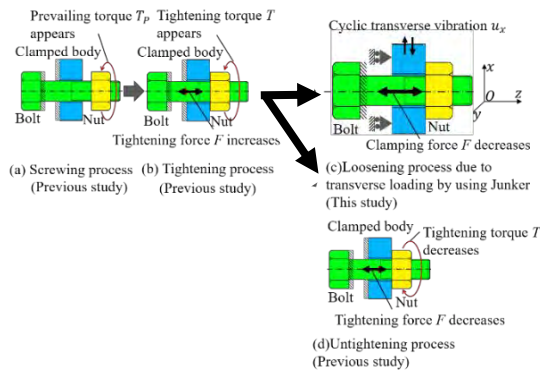 Prevailing torque TP
appears
Clamped body
Bolt
Nut
(a) Screwing process
(Previous study)
Tightening torque T
appears
Clamped body
Bolt
Nut
Tightening force F increases
(b) Tightening process
(Previous study)
Cyclic transverse vibration ux
Bolt
Nut
x
O
z
y
Clamping force F decreases
(c)Loosening process due to
transverse loading by using Junker
(This study)
Clamped body
Tightening torque T
decreases
Bolt
Nut
Tightening force F decreases
(d)Untightening process
(Previous study)